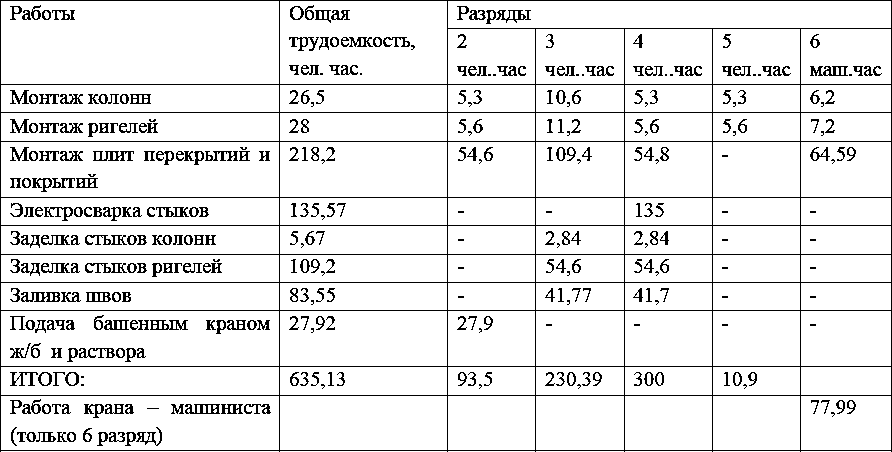 Работы Общая Разряды
трудоемкость, 2 3 4 5 6
чел. час. чел..час чел..час чел..час чел..час маш.час
Монтаж колонн 26,5 5,3 10,6 5,3 5,3 6,2
Монтаж ригелей 28 5,6 11,2 5,6 5,6 7,2
Монтаж плит перекрытий и 218,2 54,6 109,4 54,8 - 64,59
покрытий
Электросварка стыков 135,57 - - 135 - -
Заделка стыков колонн 5,67 - 2,84 2,84 - -
Заделка стыков ригелей 109,2 - 54,6 54,6 - -
Заливка швов 83,55 - 41,77 41,7 - -
Подача башенным краном 27,92 27,9 - - - -
ж/б и раствора
ИТОГО: 635,13 93,5 230,39 300 10,9
Работа крана – машиниста 77,99
(только 6 разряд)